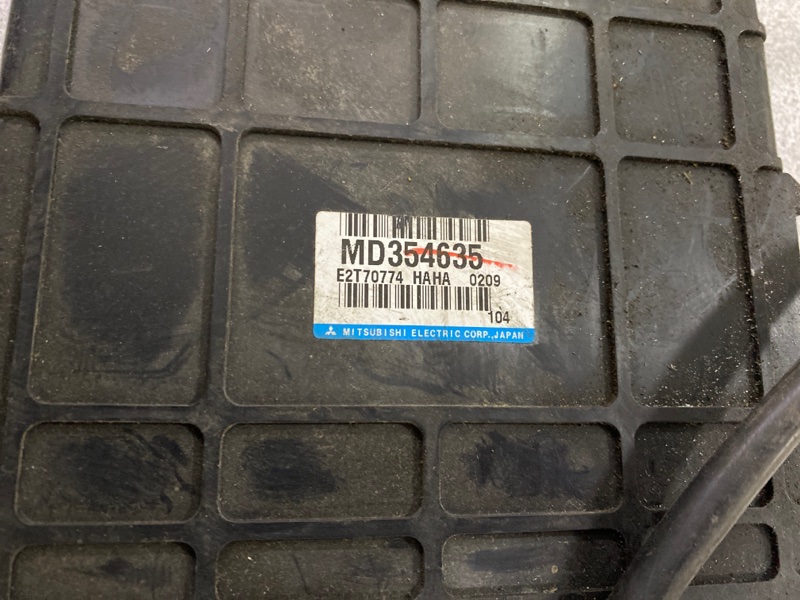 MD354635
E2T70774 HAHA 0209
104
MITSUBISHI ELECTRIC CORP.,JAPAN